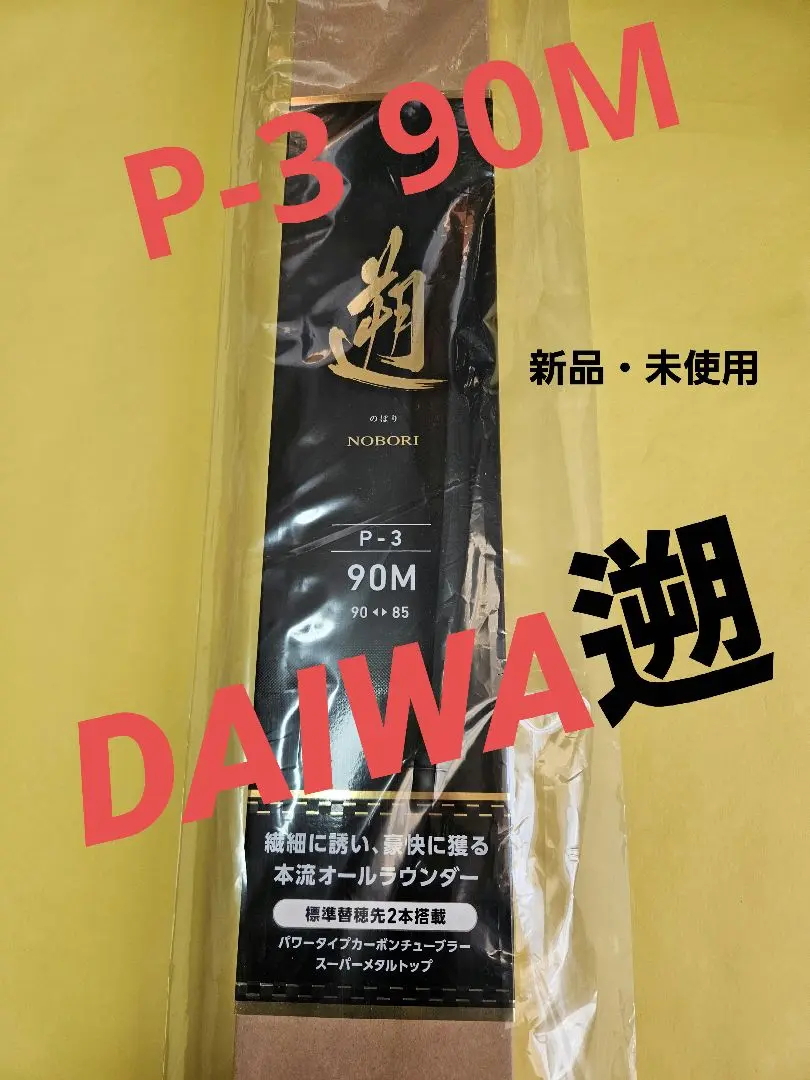 P-3 90M
遡
のぼり
NOBORI
新品・未使用
P-3
90M
90◀▶85
DAIWA遡
繊細に誘い、豪快に獲る
本流オールラウンダー
標準替穂先2本搭載
パワータイプカーボンチューブラー
スーパーメタルトップ